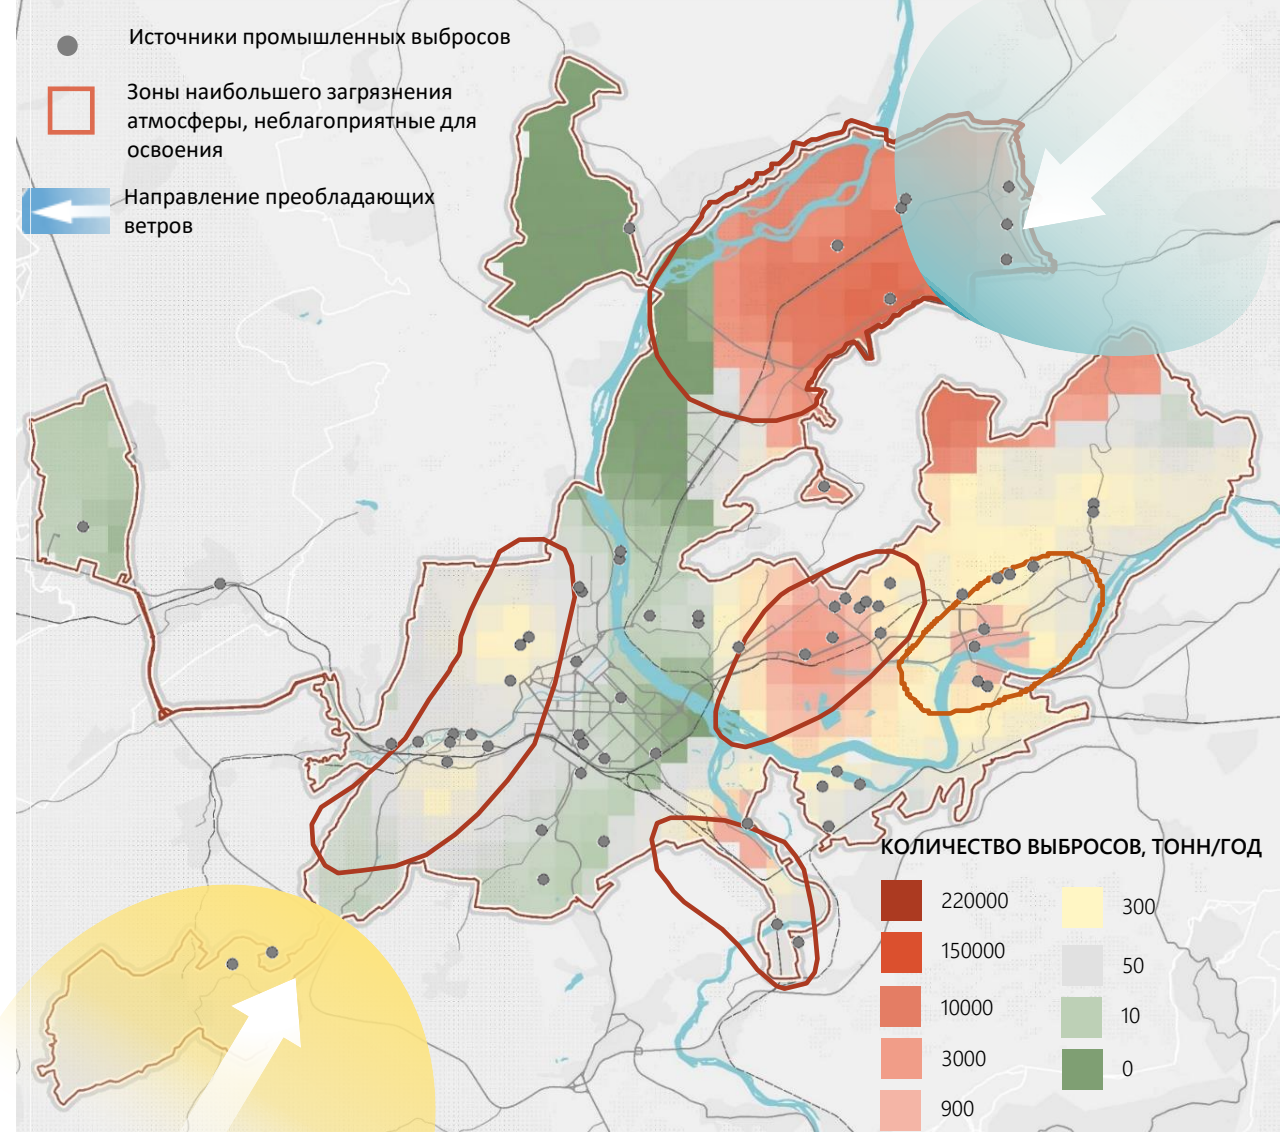 Источники промышленных выбросов
Зоны наибольшего загрязнения
атмосферы, неблагоприятные для
освоения
Направление преобладающих
ветров
КОЛИЧЕСТВО ВЫБРОСОВ, ТОНН/ГОД
220000
150000
10000
3000
900
300
50
10
0